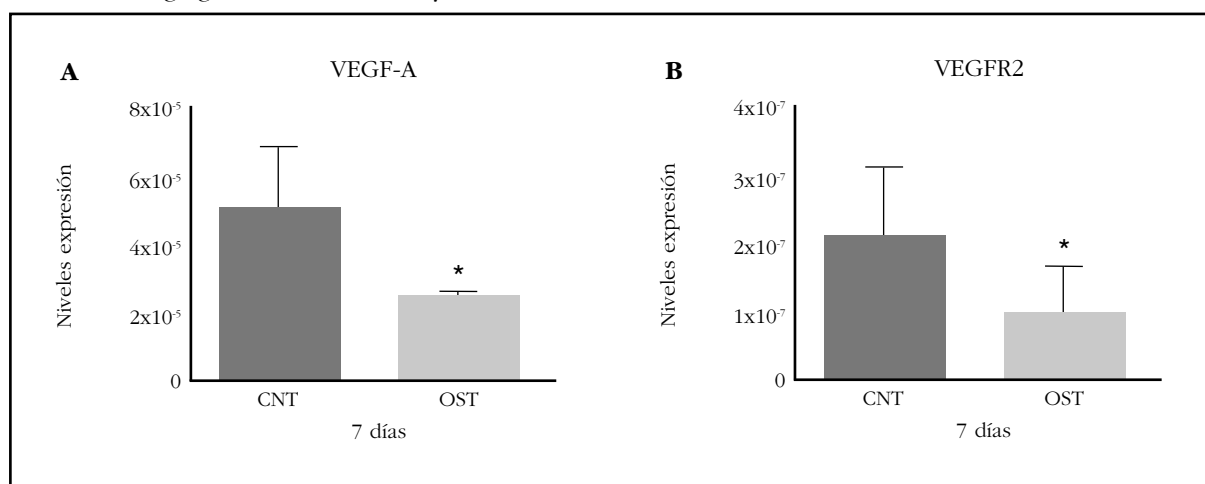 A VEGF-A
8x10⁻⁵
6x10⁻⁵
4x10⁻⁵
2x10⁻⁵
0
Niveles expresión
*
CNT OST
7 días
B VEGFR2
4x10⁻⁷
3x10⁻⁷
2x10⁻⁷
1x10⁻⁷
0
Niveles expresión
*
CNT OST
7 días